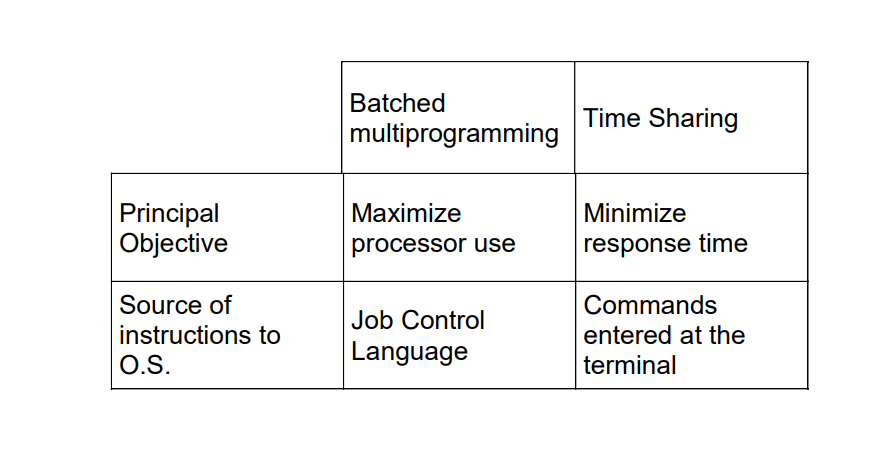 Batched
multiprogramming
Time Sharing
Principal
Objective
Maximize
processor use
Minimize
response time
Source of
instructions to
O.S.
Job Control
Language
Commands
entered at the
terminal